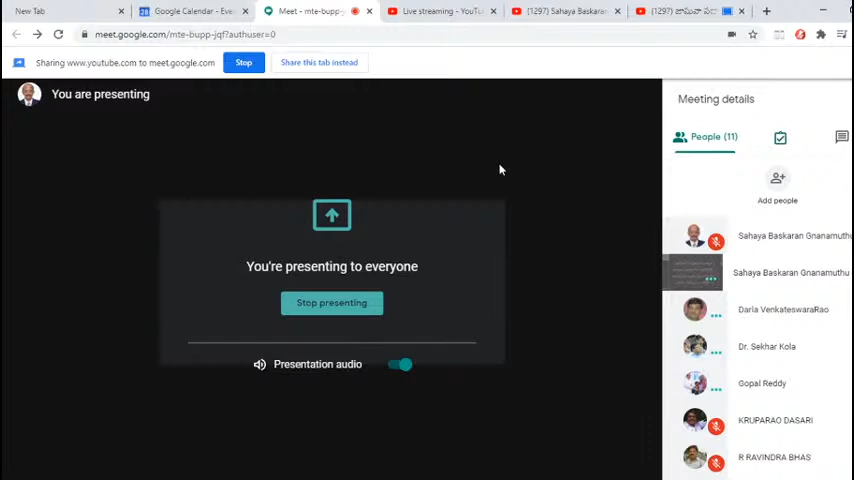 New Tab
Google Calendar - Eve
Meet - mte-bupp-j
Live streaming - YouTu
(1297) Sahaya Baskaran
(1297)
meet.google.com/mte-bupp-jqf?authuser=0
Sharing www.youtube.com to meet.google.com
Stop
Share this tab instead
You are presenting
You're presenting to everyone
Stop presenting
Presentation audio
Meeting details
People (11)
Add people
Sahaya Baskaran Gnanamuthu
Sahaya Baskaran Gnanamuthu
Darla VenkateswaraRao
Dr. Sekhar Kola
Gopal Reddy
KRUPARAO DASARI
R RAVINDRA BHAS